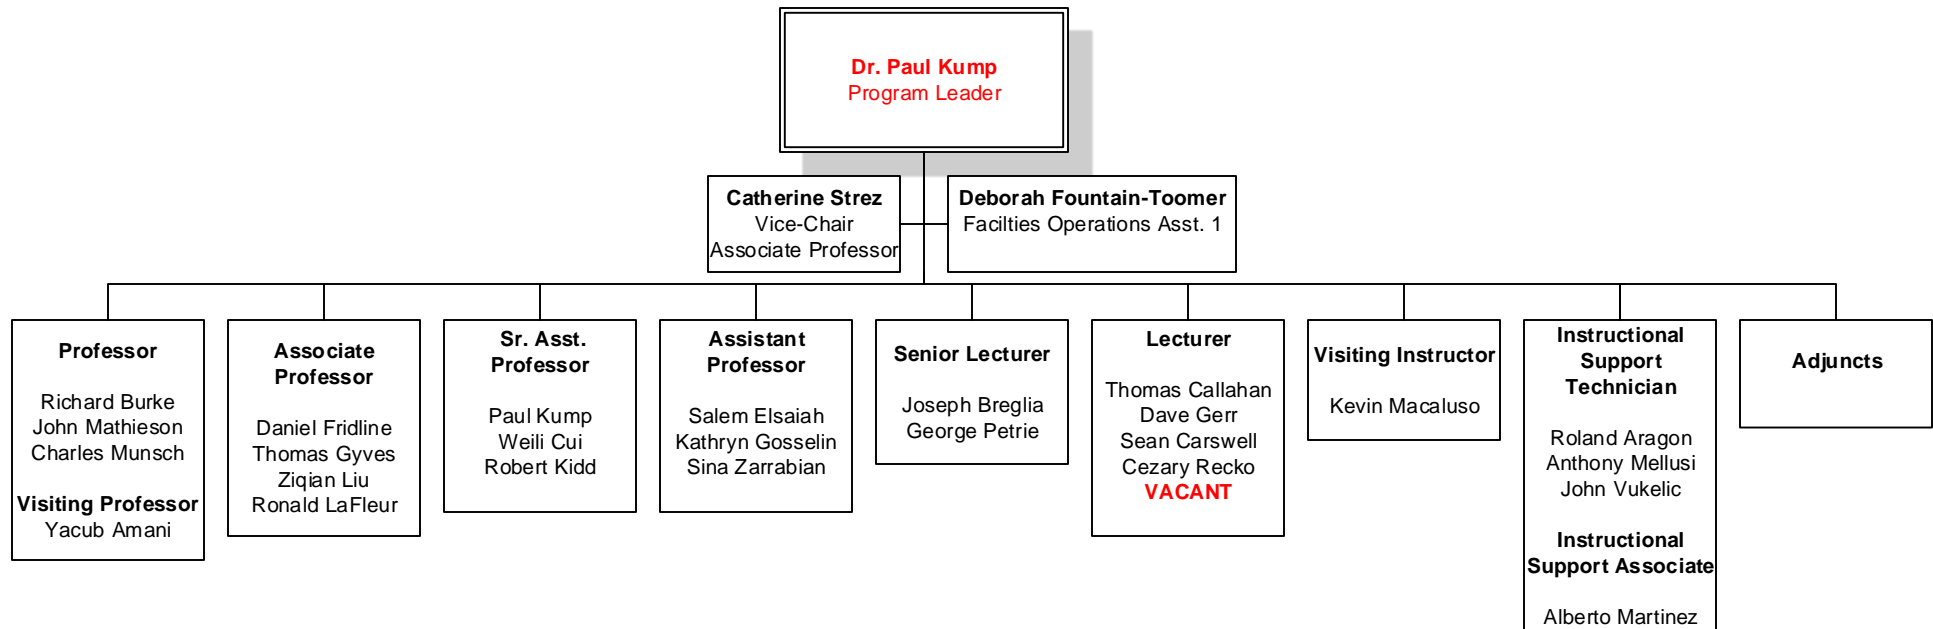 Dr. Paul Kump
Program Leader
Catherine Strez
Vice-Chair
Associate Professor
Deborah Fountain-Toomer
Facilties Operations Asst. 1
Professor
Richard Burke
John Mathieson
Charles Munsch
Visiting Professor
Yacub Amani
Associate
Professor
Daniel Fridline
Thomas Gyves
Ziqian Liu
Ronald LaFleur
Sr. Asst.
Professor
Paul Kump
Weili Cui
Robert Kidd
Assistant
Professor
Salem Elsaiah
Kathryn Gosselin
Sina Zarrabian
Senior Lecturer
Joseph Breglia
George Petrie
Lecturer
Thomas Callahan
Dave Gerr
Sean Carswell
Cezary Recko
VACANT
Visiting Instructor
Kevin Macaluso
Instructional
Support
Technician
Roland Aragon
Anthony Mellusi
John Vukelic
Instructional
Support Associate
Alberto Martinez
Adjuncts